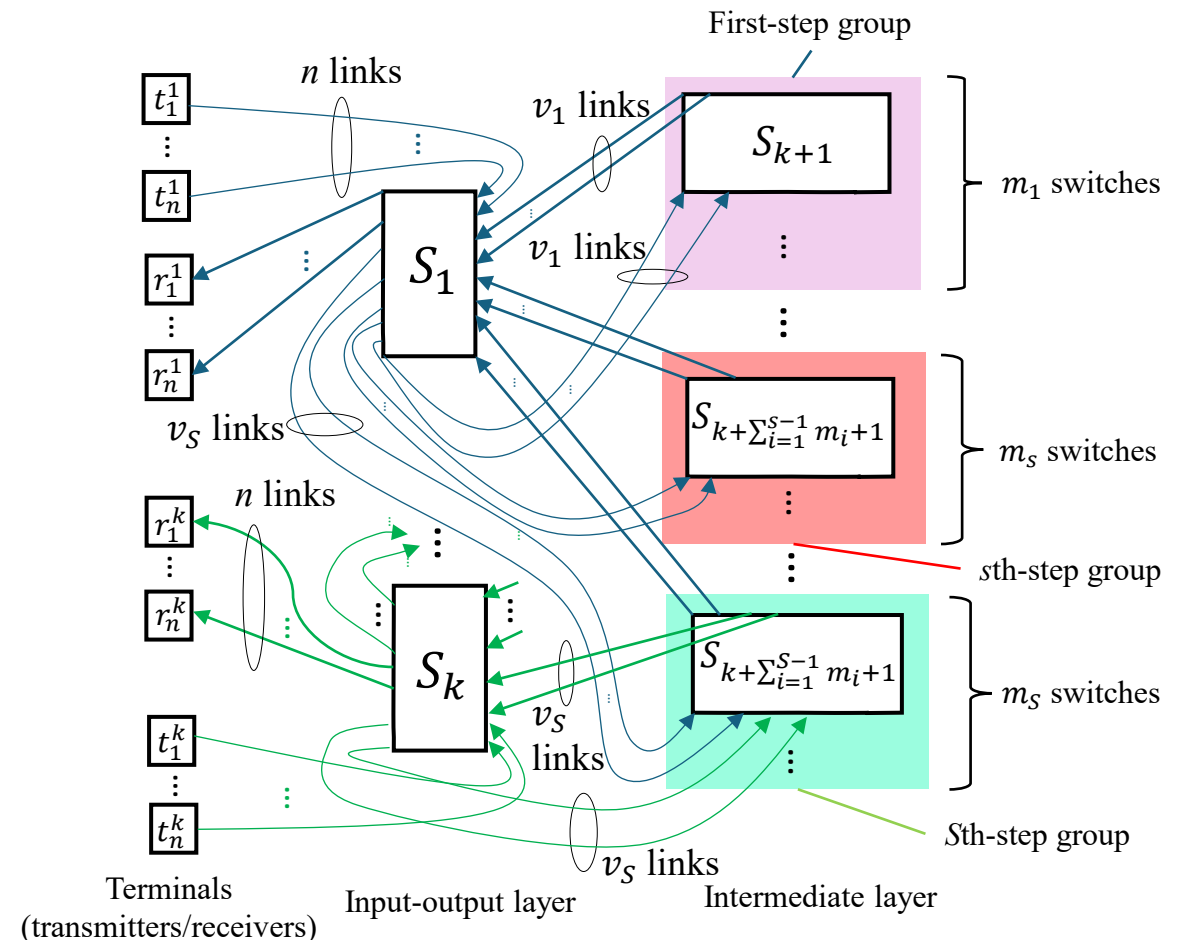 First-step group
n links
t_1^1
⋮
t_n^1
v_1 links
S_{k+1}
m_1 switches
r_1^1
⋮
r_n^1
S_1
v_1 links
⋮
⋮
v_S links
S_{k+∑_{i=1}^{s-1} m_i+1}
m_s switches
⋮
n links
sth-step group
⋮
r_1^k
⋮
r_n^k
⋮
S_k
S_{k+∑_{i=1}^{S-1} m_i+1}
m_S switches
v_S
links
t_1^k
⋮
t_n^k
⋮
v_S links
Sth-step group
Terminals
(transmitters/receivers)
Input-output layer
Intermediate layer